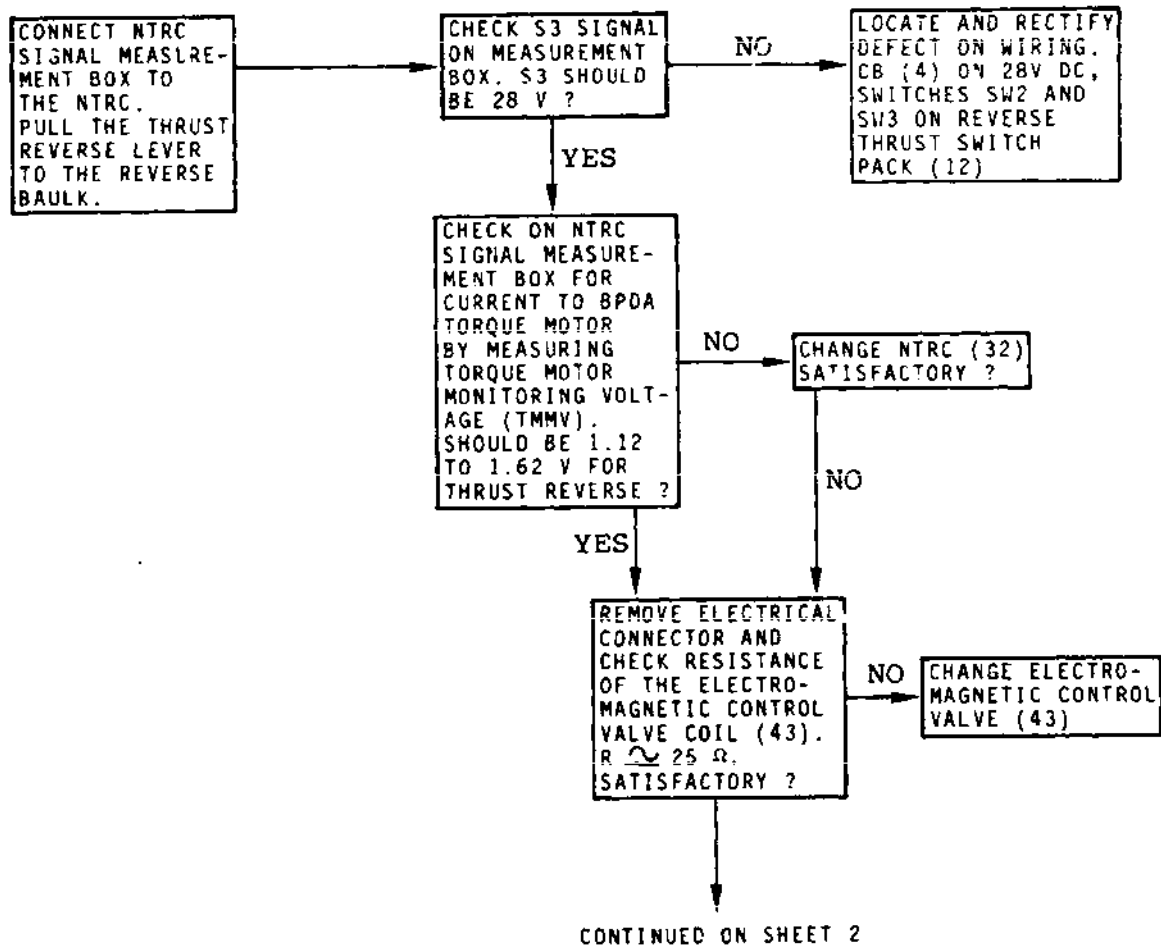 CONNECT NTRC
SIGNAL MEASURE-
MENT BOX TO
THE NTRC.
PULL THE THRUST
REVERSE LEVER
TO THE REVERSE
BAULK.
CHECK S3 SIGNAL
ON MEASUREMENT
BOX. S3 SHOULD
BE 28 V ?
NO
LOCATE AND RECTIFY
DEFECT ON WIRING.
CB (4) ON 28V DC,
SWITCHES SW2 AND
SW3 ON REVERSE
THRUST SWITCH
PACK (12)
YES
CHECK ON NTRC
SIGNAL MEASURE-
MENT BOX FOR
CURRENT TO BPDA
TORQUE MOTOR
BY MEASURING
TORQUE MOTOR
MONITORING VOLT-
AGE (TMMV).
SHOULD BE 1.12
TO 1.62 V FOR
THRUST REVERSE ?
NO
CHANGE NTRC (32)
SATISFACTORY ?
NO
YES
REMOVE ELECTRICAL
CONNECTOR AND
CHECK RESISTANCE
OF THE ELECTRO-
MAGNETIC CONTROL
VALVE COIL (43).
R ≃ 25 Ω.
SATISFACTORY ?
NO
CHANGE ELECTRO-
MAGNETIC CONTROL
VALVE (43)
CONTINUED ON SHEET 2